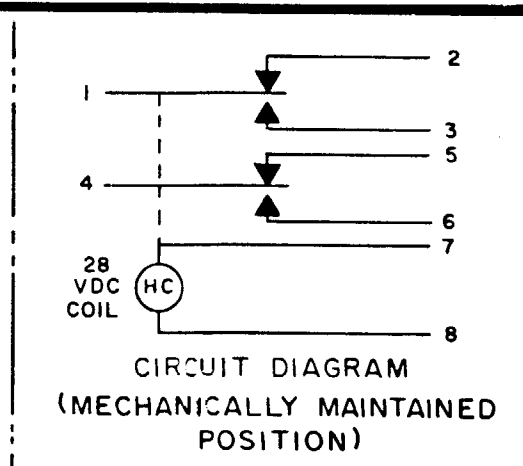 2
1
3
5
4
6
7
28
VDC
COIL
HC
8
CIRCUIT DIAGRAM
(MECHANICALLY MAINTAINED
POSITION)